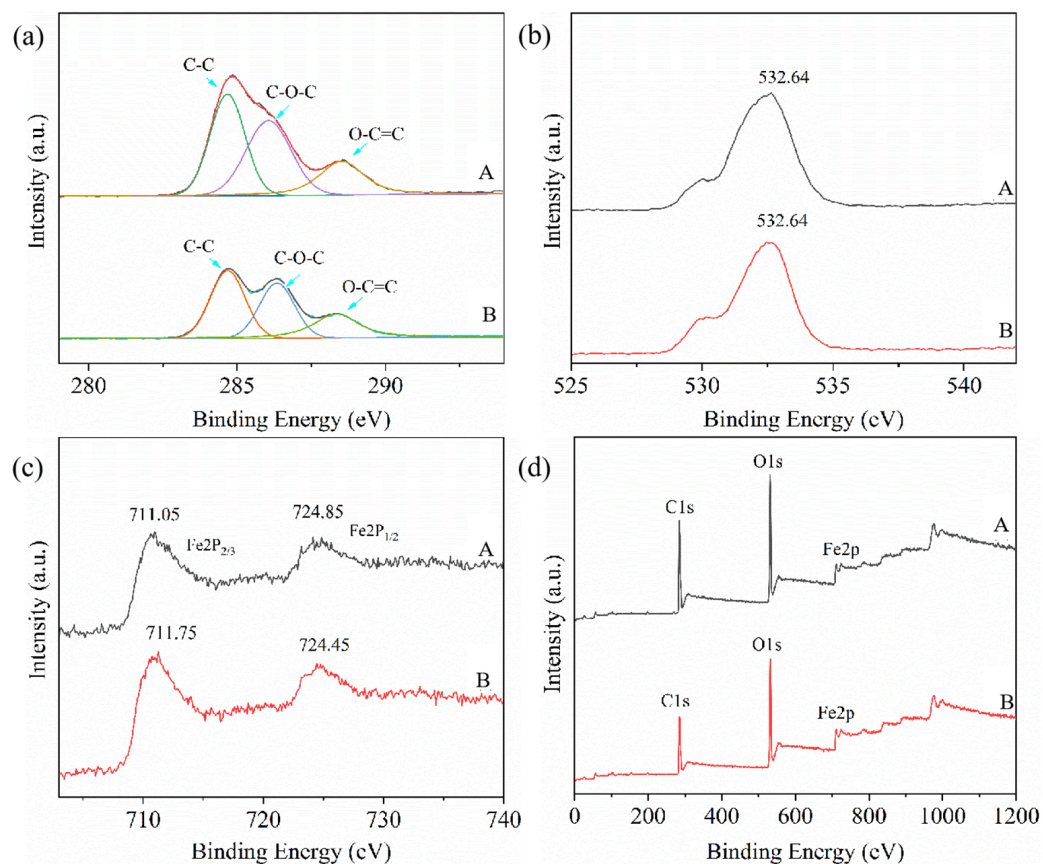 (a)
C-C
C-O-C
O-C=C
A
C-C
C-O-C
O-C=C
B
Intensity (a.u.)
280 285 290
Binding Energy (eV)
(b)
532.64
A
532.64
B
Intensity (a.u.)
525 530 535 540
Binding Energy (eV)
(c)
711.05
Fe2P2/3
724.85
Fe2P1/2
A
711.75
724.45
B
Intensity (a.u.)
710 720 730 740
Binding Energy (eV)
(d)
O1s
C1s
Fe2p
A
O1s
C1s
Fe2p
B
Intensity (a.u.)
0 200 400 600 800 1000 1200
Binding Energy (eV)